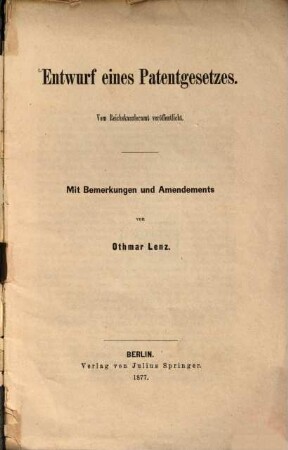 Entwurf eines Patentgesetzes.
Vom Reichskanzleramt veröffentlicht.
Mit Bemerkungen und Amendements
von
Othmar Lenz.
BERLIN.
Verlag von Julius Springer.
1877.